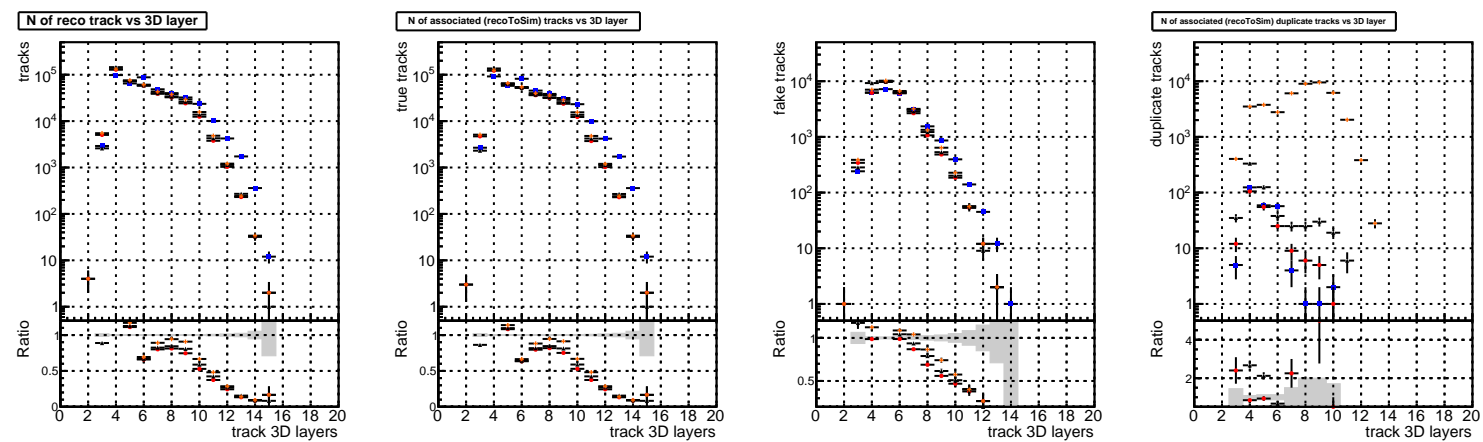 N of reco track vs 3D layer
tracks
10^5
10^4
10^3
10^2
10
1
Ratio
1
0.5
0
0 2 4 6 8 10 12 14 16 18 20
track 3D layers
N of associated (recoToSim) tracks vs 3D layer
true tracks
10^5
10^4
10^3
10^2
10
1
Ratio
1
0.5
0
0 2 4 6 8 10 12 14 16 18 20
track 3D layers
fake tracks
10^4
10^3
10^2
10
1
Ratio
1
0.5
0 2 4 6 8 10 12 14 16 18 20
track 3D layers
N of associated (recoToSim) duplicate tracks vs 3D layer
duplicate tracks
10^4
10^3
10^2
10
1
Ratio
4
2
0 2 4 6 8 10 12 14 16 18 20
track 3D layers